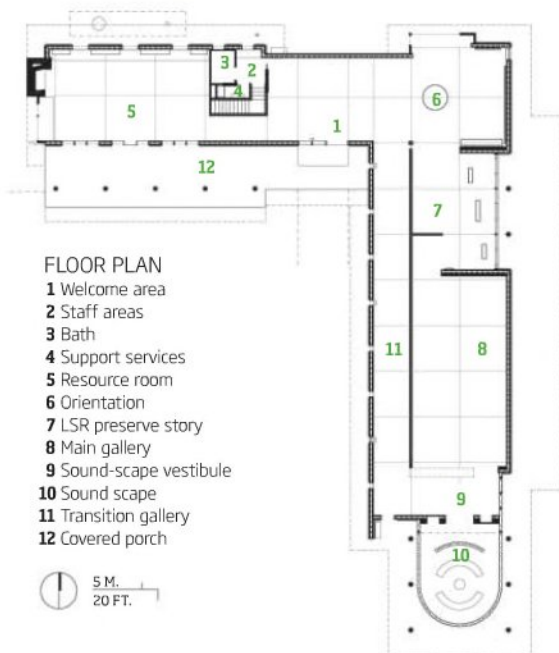 3
2
4
5
6
1
12
7
11
8
9
10
FLOOR PLAN
1 Welcome area
2 Staff areas
3 Bath
4 Support services
5 Resource room
6 Orientation
7 LSR preserve story
8 Main gallery
9 Sound-scape vestibule
10 Sound scape
11 Transition gallery
12 Covered porch
5 M.
20 FT.